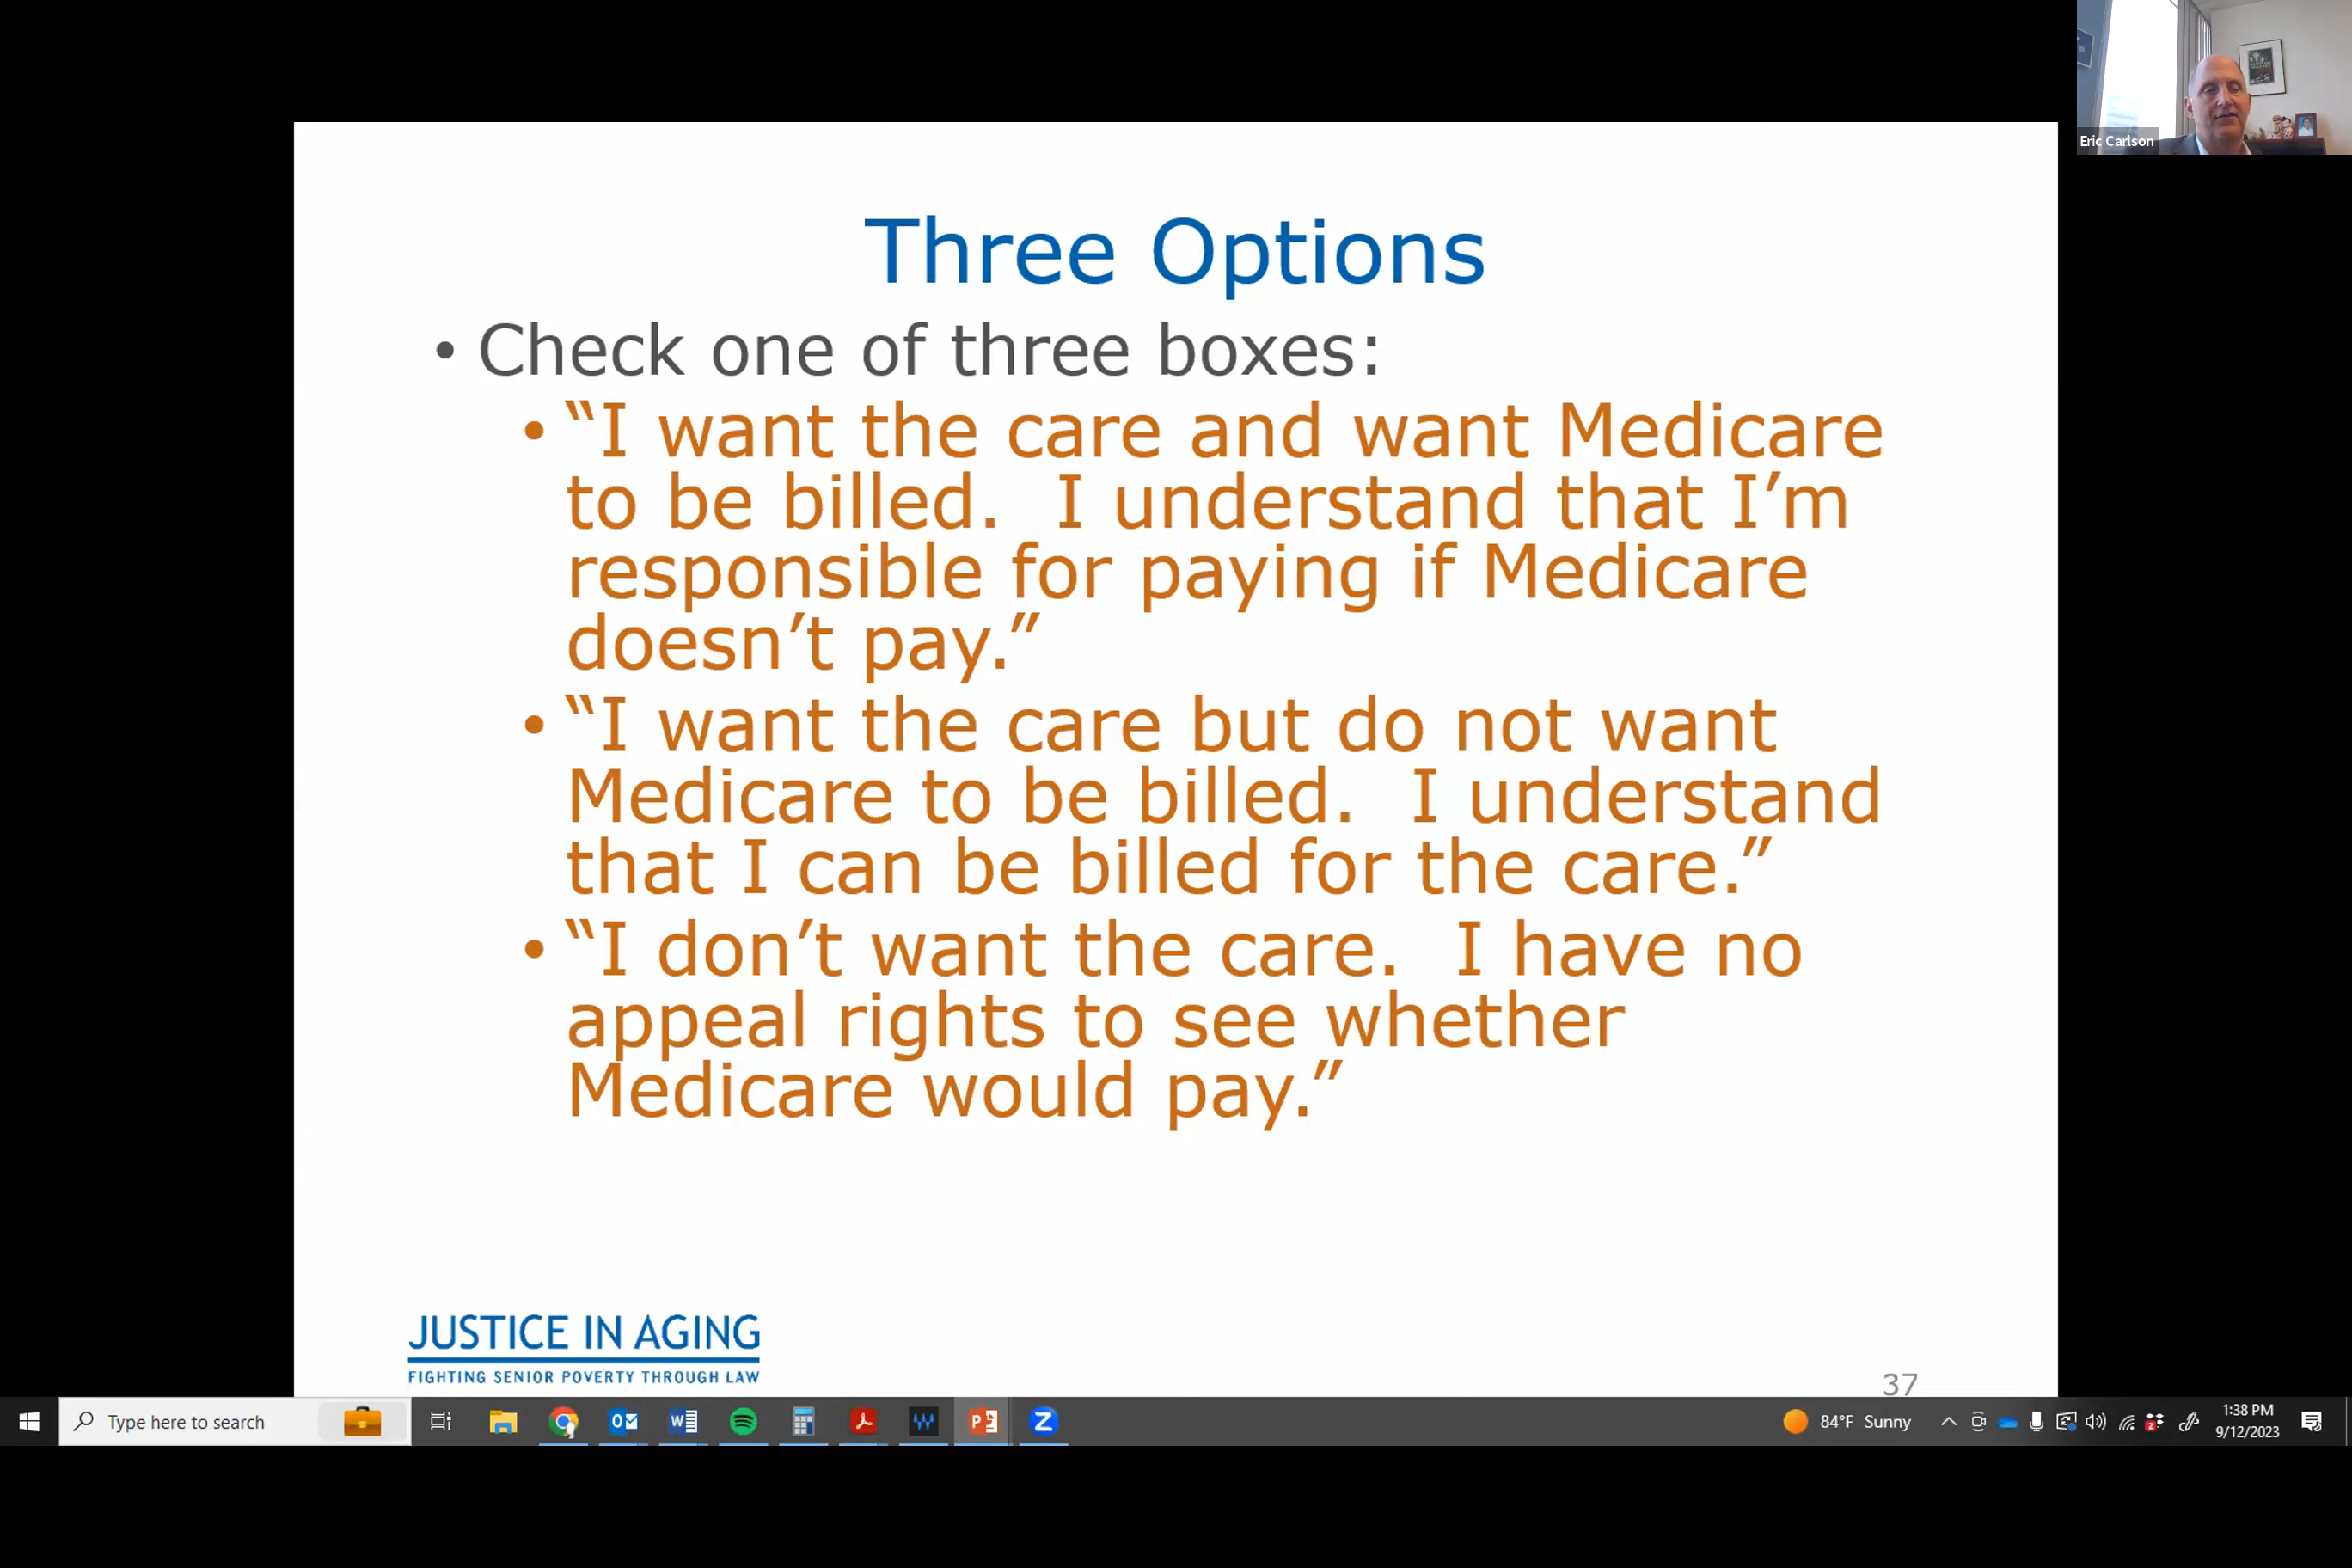 Eric Carlson
Three Options
• Check one of three boxes:
• “I want the care and want Medicare
to be billed.  I understand that I’m
responsible for paying if Medicare
doesn’t pay.”
• “I want the care but do not want
Medicare to be billed.  I understand
that I can be billed for the care.”
• “I don’t want the care.  I have no
appeal rights to see whether
Medicare would pay.”
JUSTICE IN AGING
FIGHTING SENIOR POVERTY THROUGH LAW
37
Type here to search
84°F Sunny
1:38 PM
9/12/2023